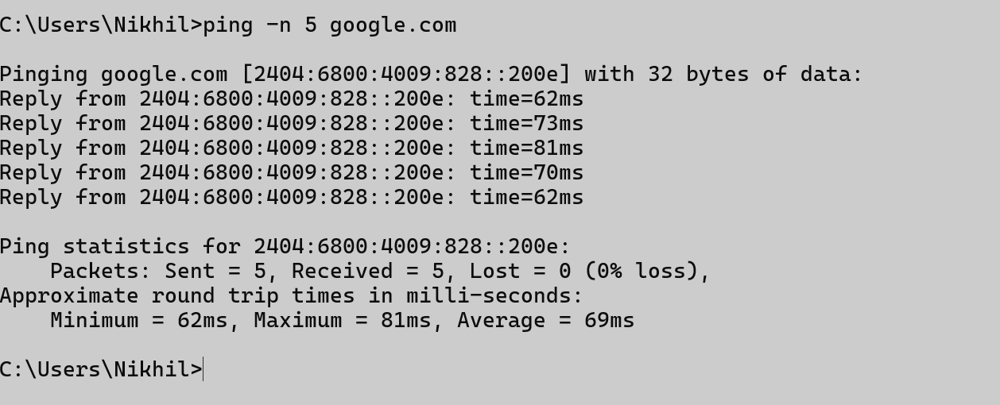 C:\Users\Nikhil>ping -n 5 google.com
Pinging google.com [2404:6800:4009:828::200e] with 32 bytes of data:
Reply from 2404:6800:4009:828::200e: time=62ms
Reply from 2404:6800:4009:828::200e: time=73ms
Reply from 2404:6800:4009:828::200e: time=81ms
Reply from 2404:6800:4009:828::200e: time=70ms
Reply from 2404:6800:4009:828::200e: time=62ms
Ping statistics for 2404:6800:4009:828::200e:
    Packets: Sent = 5, Received = 5, Lost = 0 (0% loss),
Approximate round trip times in milli-seconds:
    Minimum = 62ms, Maximum = 81ms, Average = 69ms
C:\Users\Nikhil>